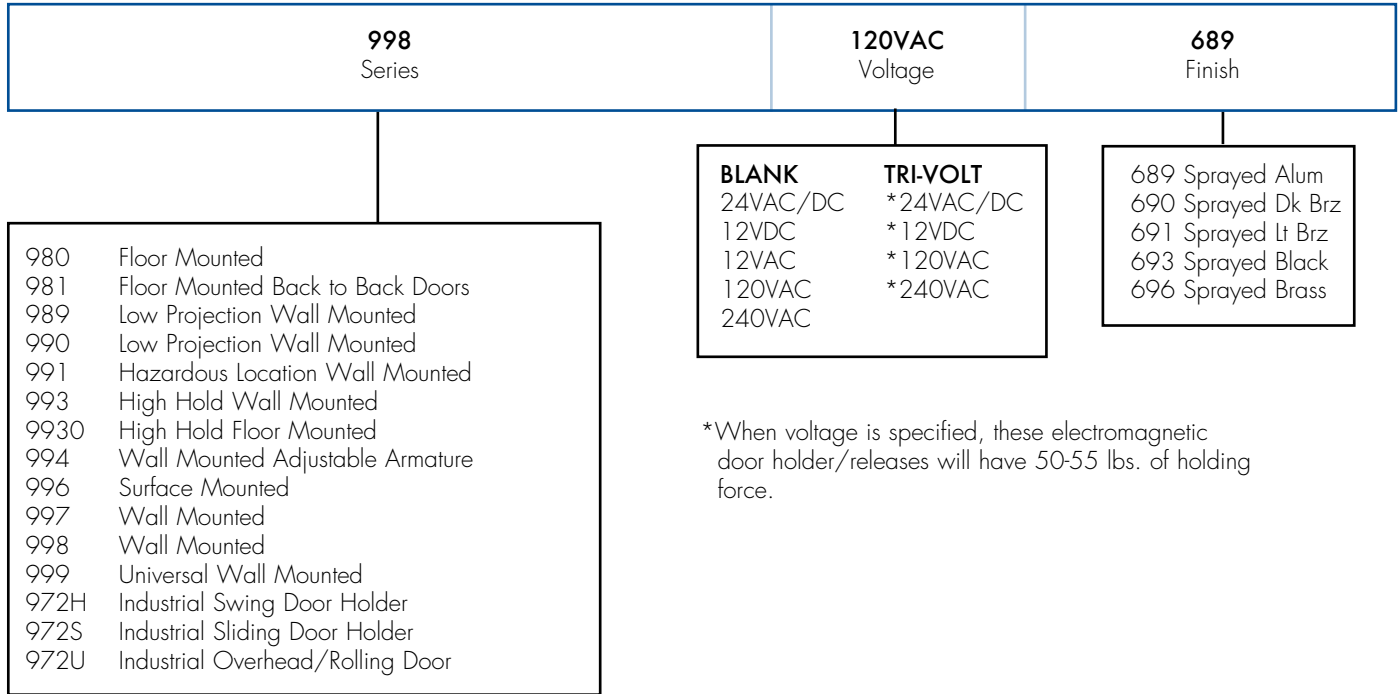 998 120VAC 689
Series Voltage Finish
980 Floor Mounted
981 Floor Mounted Back to Back Doors
989 Low Projection Wall Mounted
990 Low Projection Wall Mounted
991 Hazardous Location Wall Mounted
993 High Hold Wall Mounted
9930 High Hold Floor Mounted
994 Wall Mounted Adjustable Armature
996 Surface Mounted
997 Wall Mounted
998 Wall Mounted
999 Universal Wall Mounted
972H Industrial Swing Door Holder
972S Industrial Sliding Door Holder
972U Industrial Overhead/Rolling Door
BLANK TRI-VOLT
24VAC/DC *24VAC/DC
12VDC *12VDC
12VAC *120VAC
120VAC *240VAC
240VAC
*When voltage is specified, these electromagnetic
door holder/releases will have 50-55 lbs. of holding
force.
689 Sprayed Alum
690 Sprayed Dk Brz
691 Sprayed Lt Brz
693 Sprayed Black
696 Sprayed Brass